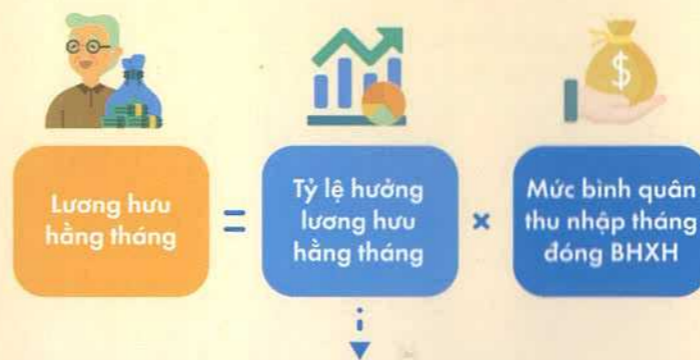 $
Lương hưu
hằng tháng
=
Tỷ lệ hưởng
lương hưu
hằng tháng
×
Mức bình quân
thu nhập tháng
đóng BHXH